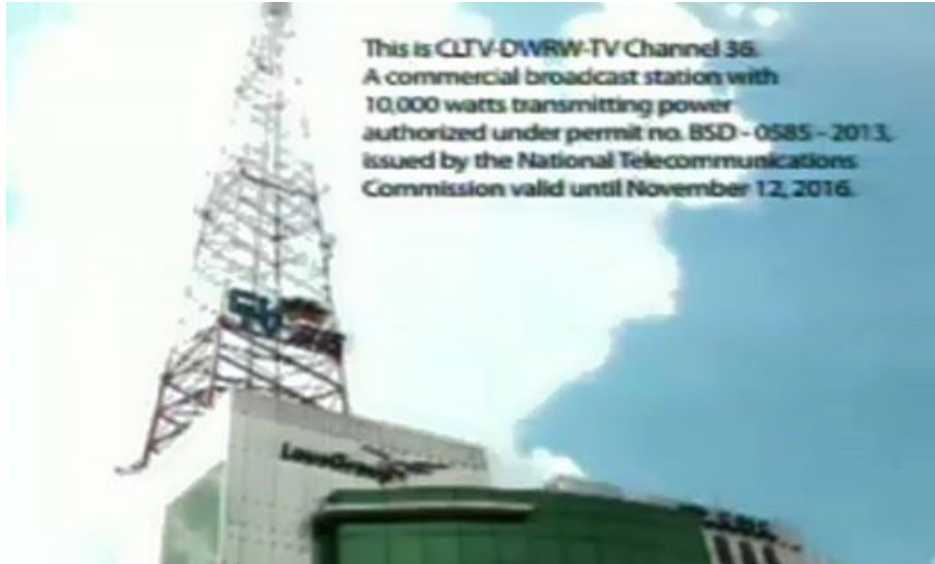 This is CLTV-DWRW-TV Channel 36.
A commercial broadcast station with
10,000 watts transmitting power
authorized under permit no. BSD - 0585 - 2013,
issued by the National Telecommunications
Commission valid until November 12, 2016.